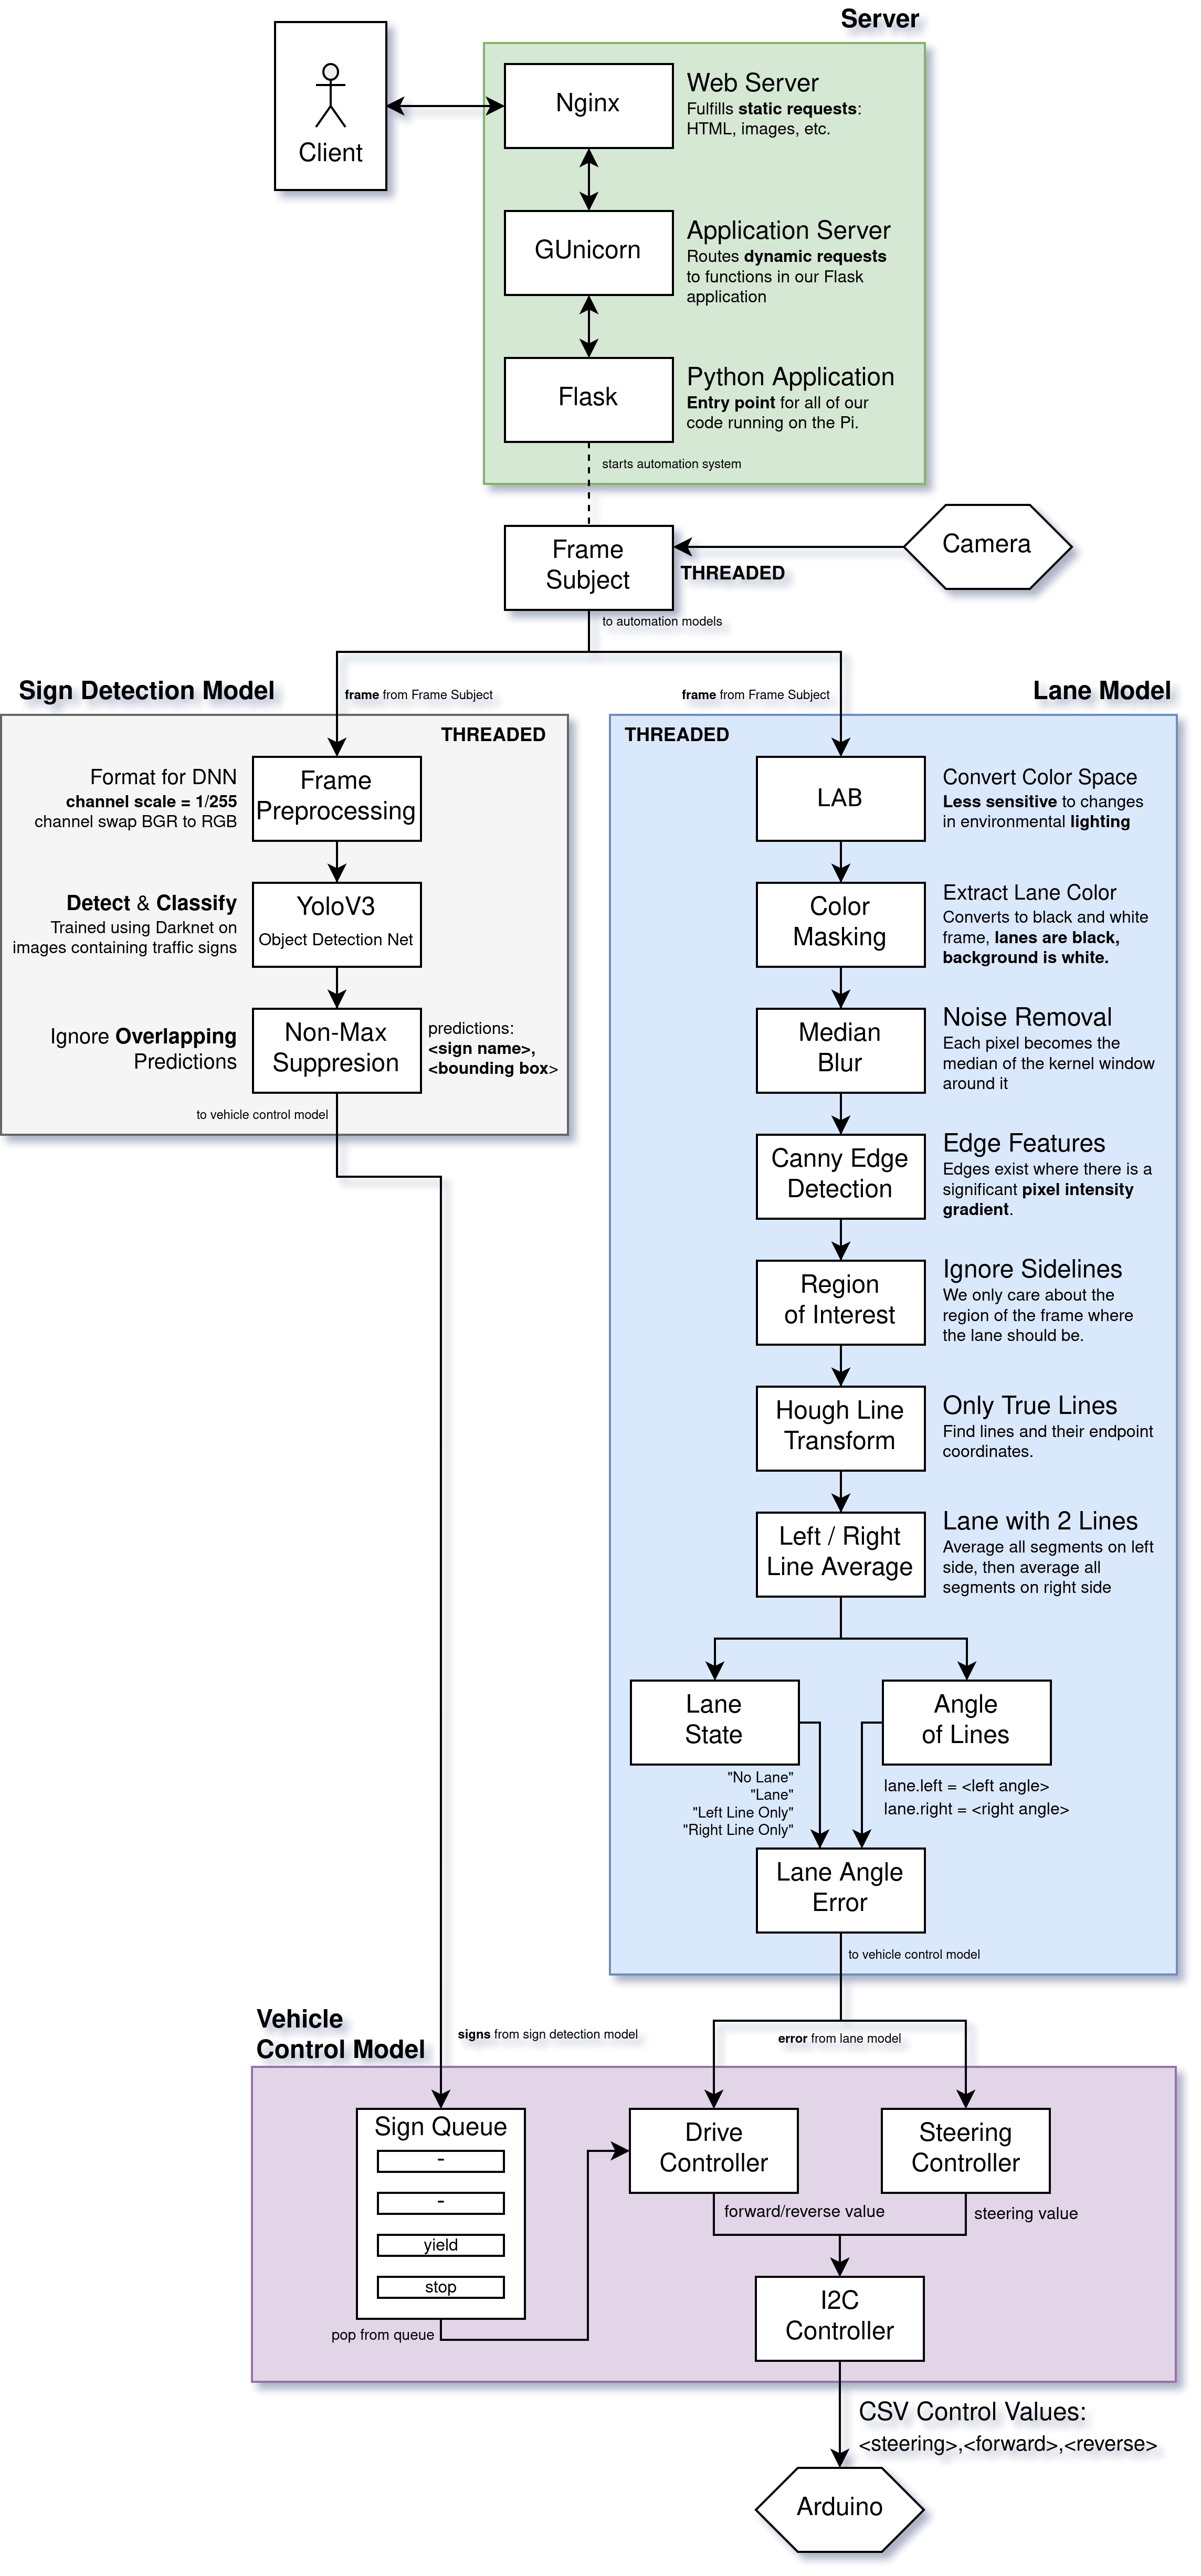 Server
Client
Nginx
Web Server
Fulfills static requests:
HTML, images, etc.
GUnicorn
Application Server
Routes dynamic requests
to functions in our Flask
application
Flask
Python Application
Entry point for all of our
code running on the Pi.
starts automation system
Frame
Subject
Camera
THREADED
to automation models
frame from Frame Subject
frame from Frame Subject
Sign Detection Model
THREADED
Format for DNN
channel scale = 1/255
channel swap BGR to RGB
Frame
Preprocessing
Detect & Classify
Trained using Darknet on
images containing traffic signs
YoloV3
Object Detection Net
Ignore Overlapping
Predictions
Non-Max
Suppresion
predictions:
<sign name>,
<bounding box>
to vehicle control model
Lane Model
THREADED
LAB
Convert Color Space
Less sensitive to changes
in environmental lighting
Color
Masking
Extract Lane Color
Converts to black and white
frame, lanes are black,
background is white.
Median
Blur
Noise Removal
Each pixel becomes the
median of the kernel window
around it
Canny Edge
Detection
Edge Features
Edges exist where there is a
significant pixel intensity
gradient.
Region
of Interest
Ignore Sidelines
We only care about the
region of the frame where
the lane should be.
Hough Line
Transform
Only True Lines
Find lines and their endpoint
coordinates.
Left / Right
Line Average
Lane with 2 Lines
Average all segments on left
side, then average all
segments on right side
Lane
State
"No Lane"
"Lane"
"Left Line Only"
"Right Line Only"
Angle
of Lines
lane.left = <left angle>
lane.right = <right angle>
Lane Angle
Error
to vehicle control model
Vehicle
Control Model
signs from sign detection model
error from lane model
Sign Queue
-
-
yield
stop
pop from queue
Drive
Controller
forward/reverse value
Steering
Controller
steering value
I2C
Controller
CSV Control Values:
<steering>,<forward>,<reverse>
Arduino